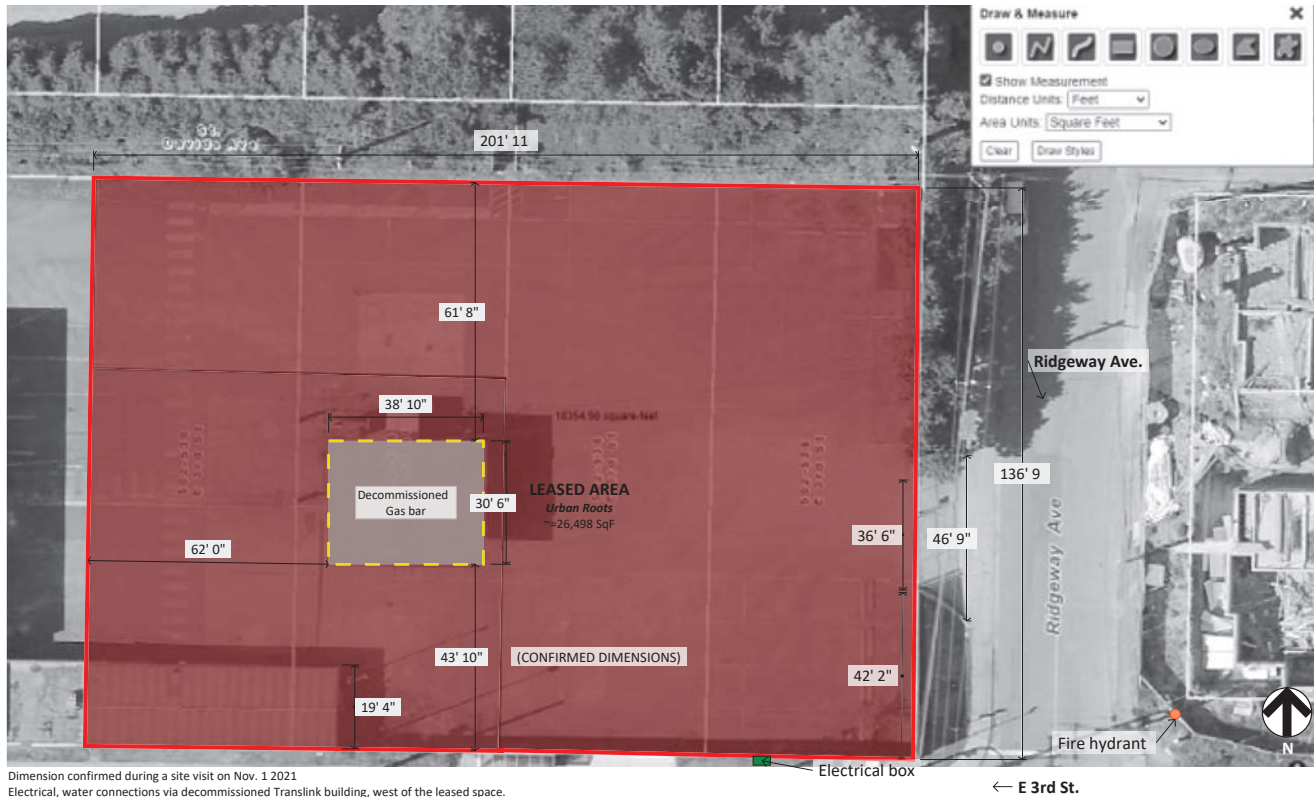 Draw & Measure
Show Measurement
Distance Units: Feet
Area Units: Square Feet
Clear
Draw Styles
201' 11
61' 8"
Ridgeway Ave.
38' 10"
18354.96 square-feet
136' 9
Decommissioned
Gas bar
30' 6"
LEASED AREA
Urban Roots
~=26,498 SqF
36' 6"
46' 9"
62' 0"
Ridgeway Ave
43' 10"
(CONFIRMED DIMENSIONS)
42' 2"
19' 4"
Fire hydrant
N
Electrical box
← E 3rd St.
Dimension confirmed during a site visit on Nov. 1 2021
Electrical, water connections via decommissioned Translink building, west of the leased space.